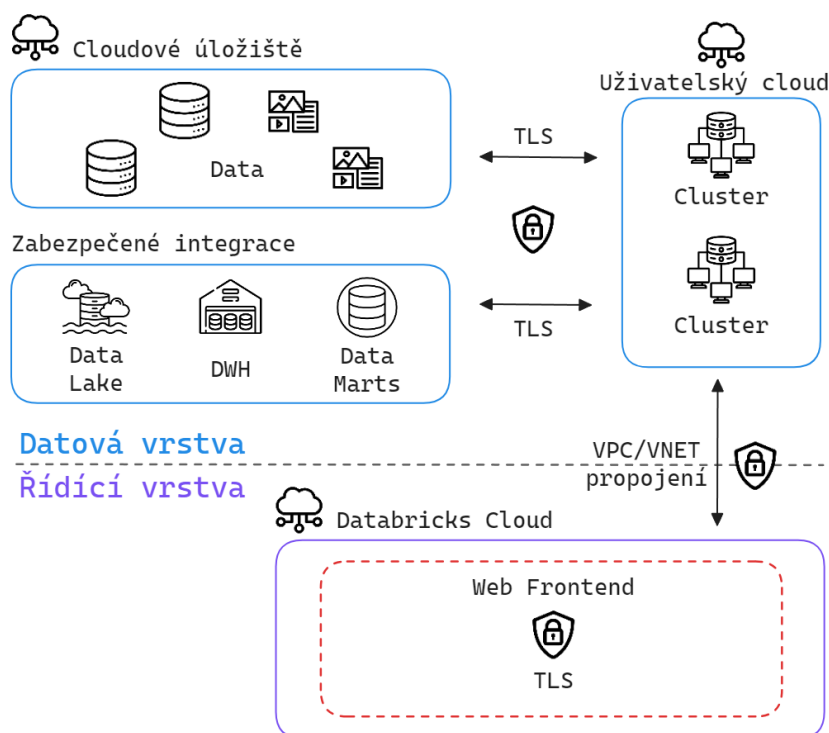 Cloudové úložiště
Data
TLS
Uživatelský cloud
Cluster
Cluster
Zabezpečené integrace
Data
Lake
DWH
Data
Marts
TLS
Datová vrstva
Řídící vrstva
VPC/VNET
propojení
Databricks Cloud
Web Frontend
TLS